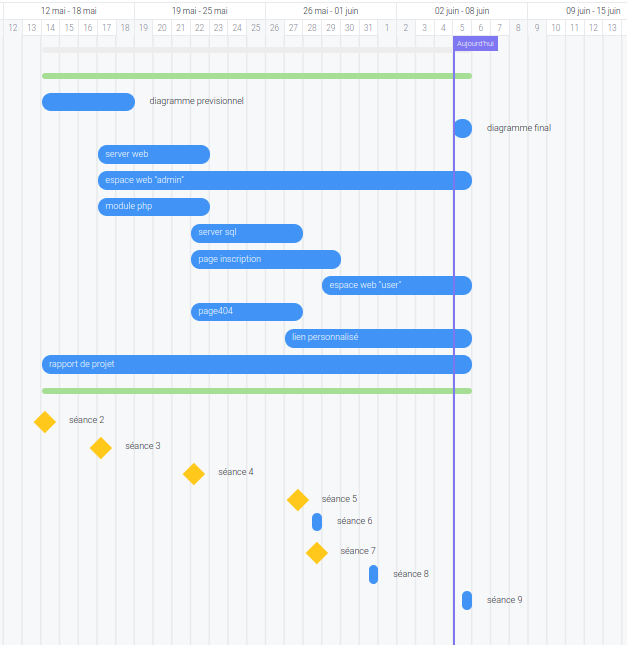 12 mai - 18 mai 19 mai - 25 mai 26 mai - 01 juin 02 juin - 08 juin 09 juin - 15 juin
12 13 14 15 16 17 18 19 20 21 22 23 24 25 26 27 28 29 30 31 1 2 3 4 5 6 7 8 9 10 11 12 13
Aujourd'hui
diagramme previsionnel
diagramme final
server web
espace web "admin"
module php
server sql
page inscription
espace web "user"
page404
lien personnalisé
rapport de projet
séance 2
séance 3
séance 4
séance 5
séance 6
séance 7
séance 8
séance 9